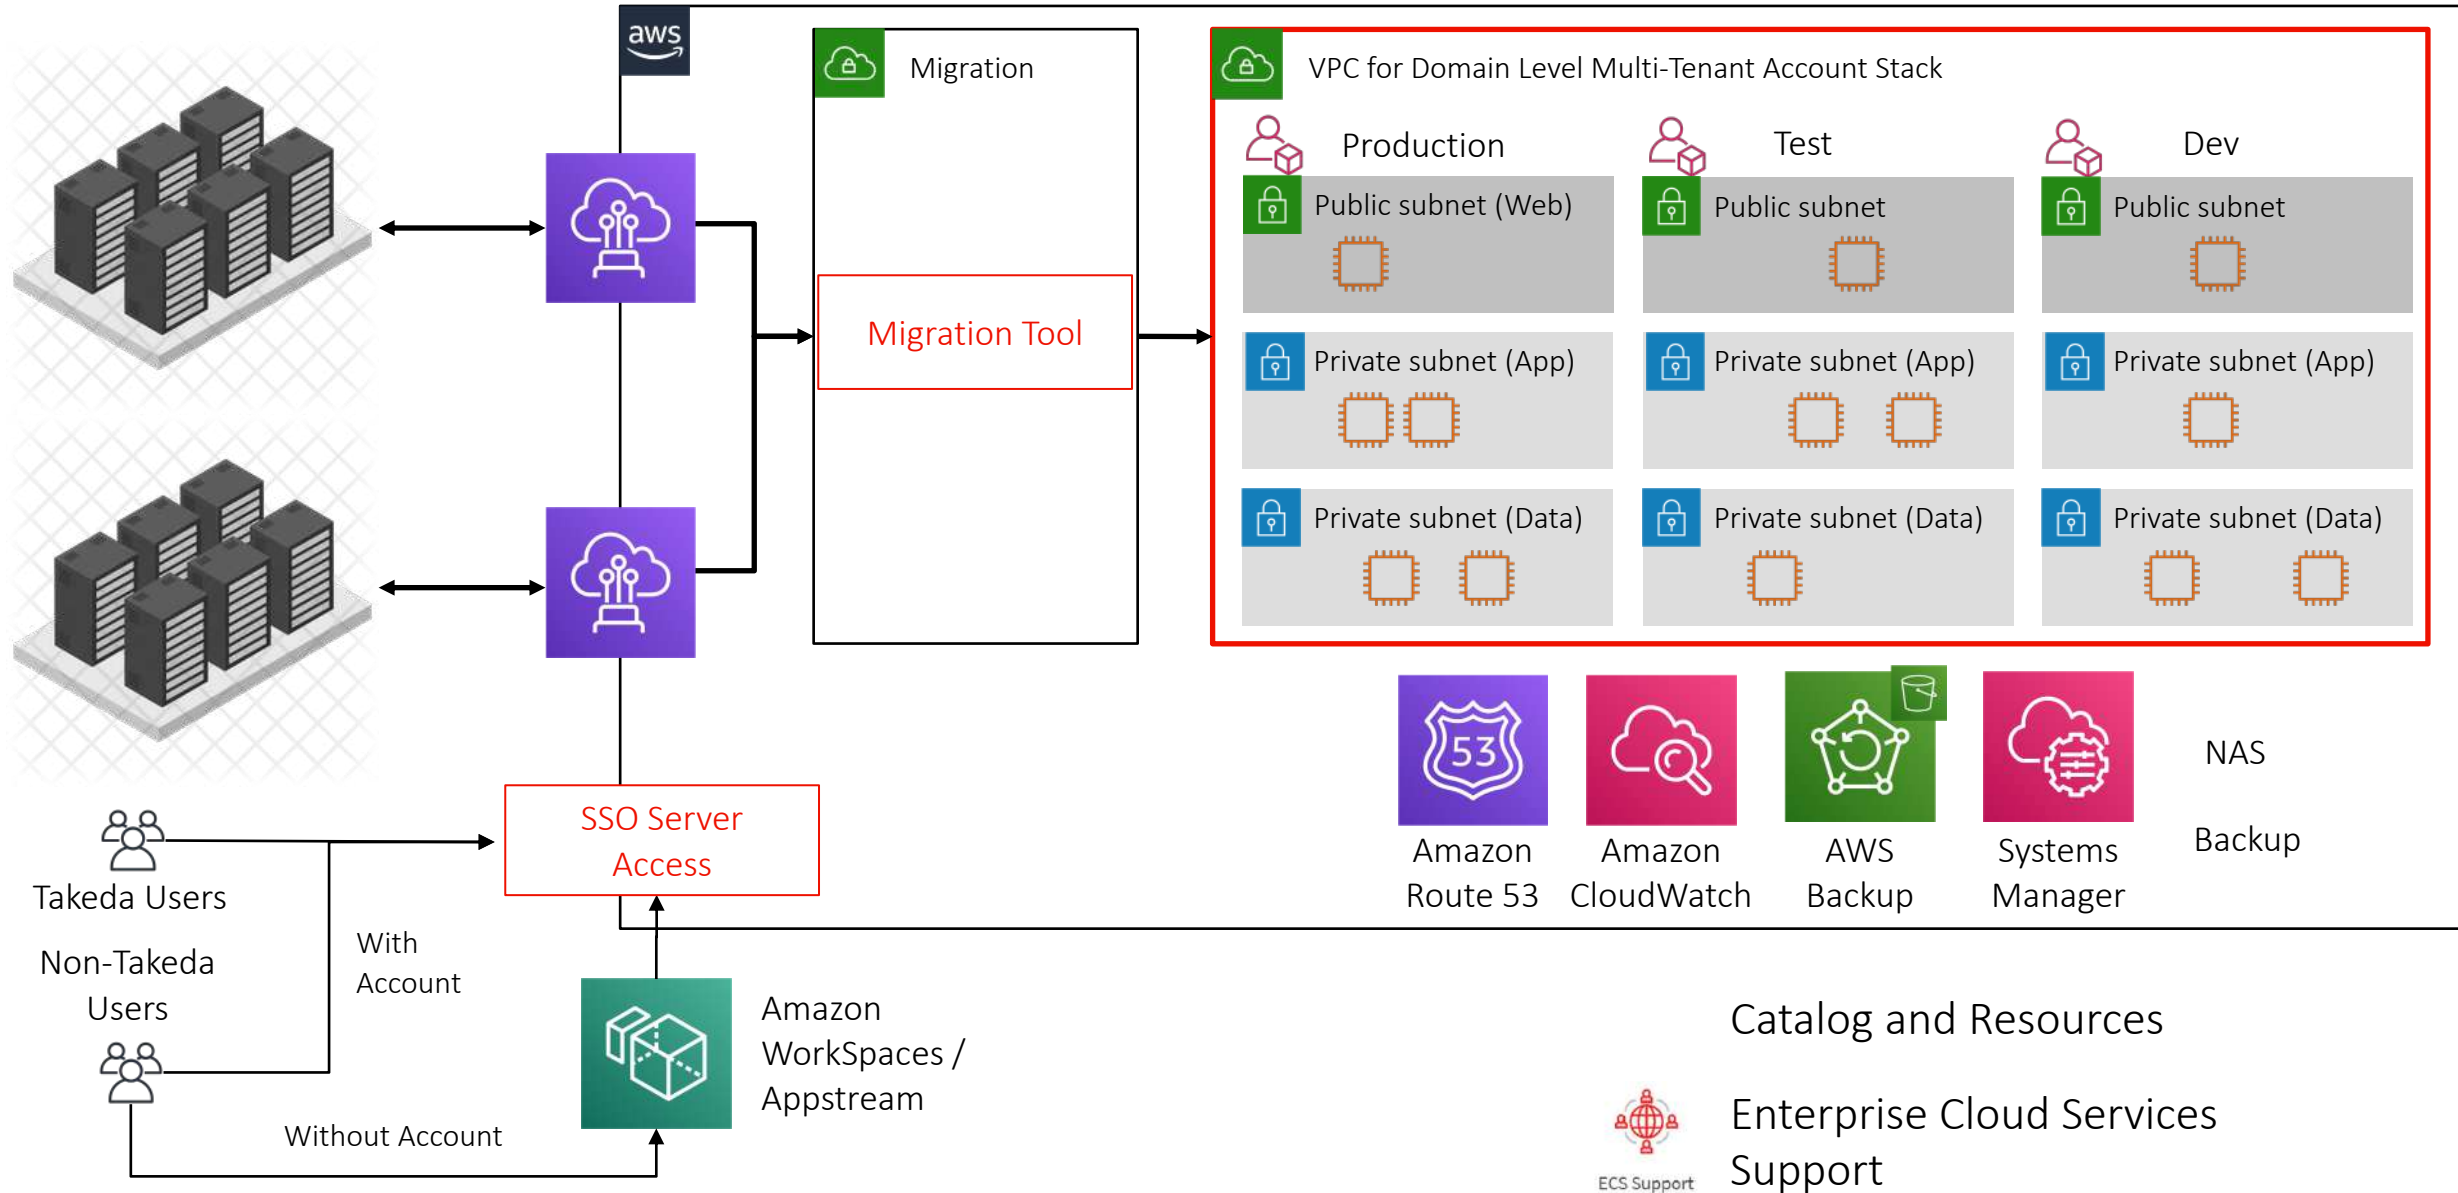 aws
Migration
Migration Tool
VPC for Domain Level Multi-Tenant Account Stack
Production
Test
Dev
Public subnet (Web)
Public subnet
Public subnet
Private subnet (App)
Private subnet (App)
Private subnet (App)
Private subnet (Data)
Private subnet (Data)
Private subnet (Data)
53
Amazon
Route 53
Amazon
CloudWatch
AWS
Backup
Systems
Manager
NAS
Backup
SSO Server
Access
Takeda Users
Non-Takeda
Users
With
Account
Without Account
Amazon
WorkSpaces /
Appstream
Catalog and Resources
ECS Support
Enterprise Cloud Services
Support